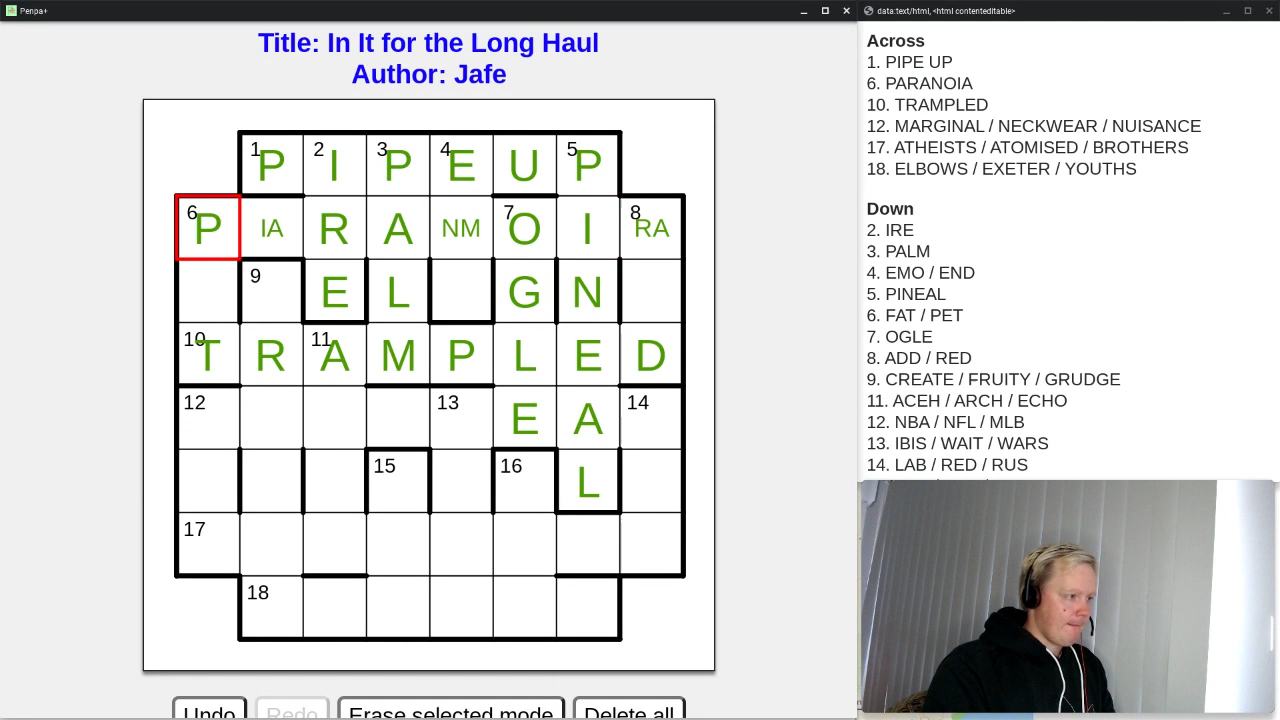 Penpa+
data:text/html, <html contenteditable>
Title: In It for the Long Haul
Author: Jafe
1 P 2 I 3 P 4 E U 5 P
6 P IA R A NM 7 O I 8 RA
9 E L G N
10 T R 11 A M P L E D
12 13 E A 14
15 16 L
17
18
Undo Redo Erase selected mode Delete all
Across
1. PIPE UP
6. PARANOIA
10. TRAMPLED
12. MARGINAL / NECKWEAR / NUISANCE
17. ATHEISTS / ATOMISED / BROTHERS
18. ELBOWS / EXETER / YOUTHS
Down
2. IRE
3. PALM
4. EMO / END
5. PINEAL
6. FAT / PET
7. OGLE
8. ADD / RED
9. CREATE / FRUITY / GRUDGE
11. ACEH / ARCH / ECHO
12. NBA / NFL / MLB
13. IBIS / WAIT / WARS
14. LAB / RED / RUS